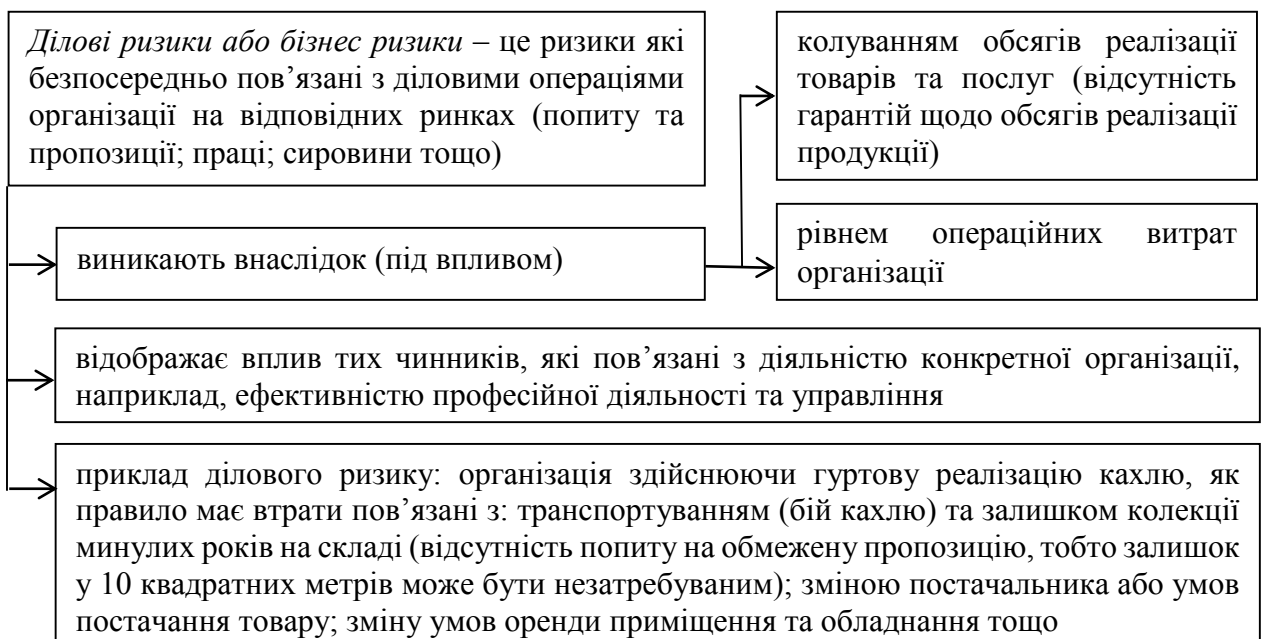 Ділові ризики або бізнес ризики – це ризики які
безпосередньо пов’язані з діловими операціями
організації на відповідних ринках (попиту та
пропозиції; праці; сировини тощо)
колуванням обсягів реалізації
товарів та послуг (відсутність
гарантій щодо обсягів реалізації
продукції)
виникають внаслідок (під впливом)
рівнем операційних витрат
організації
відображає вплив тих чинників, які пов’язані з діяльністю конкретної організації,
наприклад, ефективністю професійної діяльності та управління
приклад ділового ризику: організація здійснюючи гуртову реалізацію кахлю, як
правило має втрати пов’язані з: транспортуванням (бій кахлю) та залишком колекції
минулих років на складі (відсутність попиту на обмежену пропозицію, тобто залишок
у 10 квадратних метрів може бути незатребуваним); зміною постачальника або умов
постачання товару; зміну умов оренди приміщення та обладнання тощо